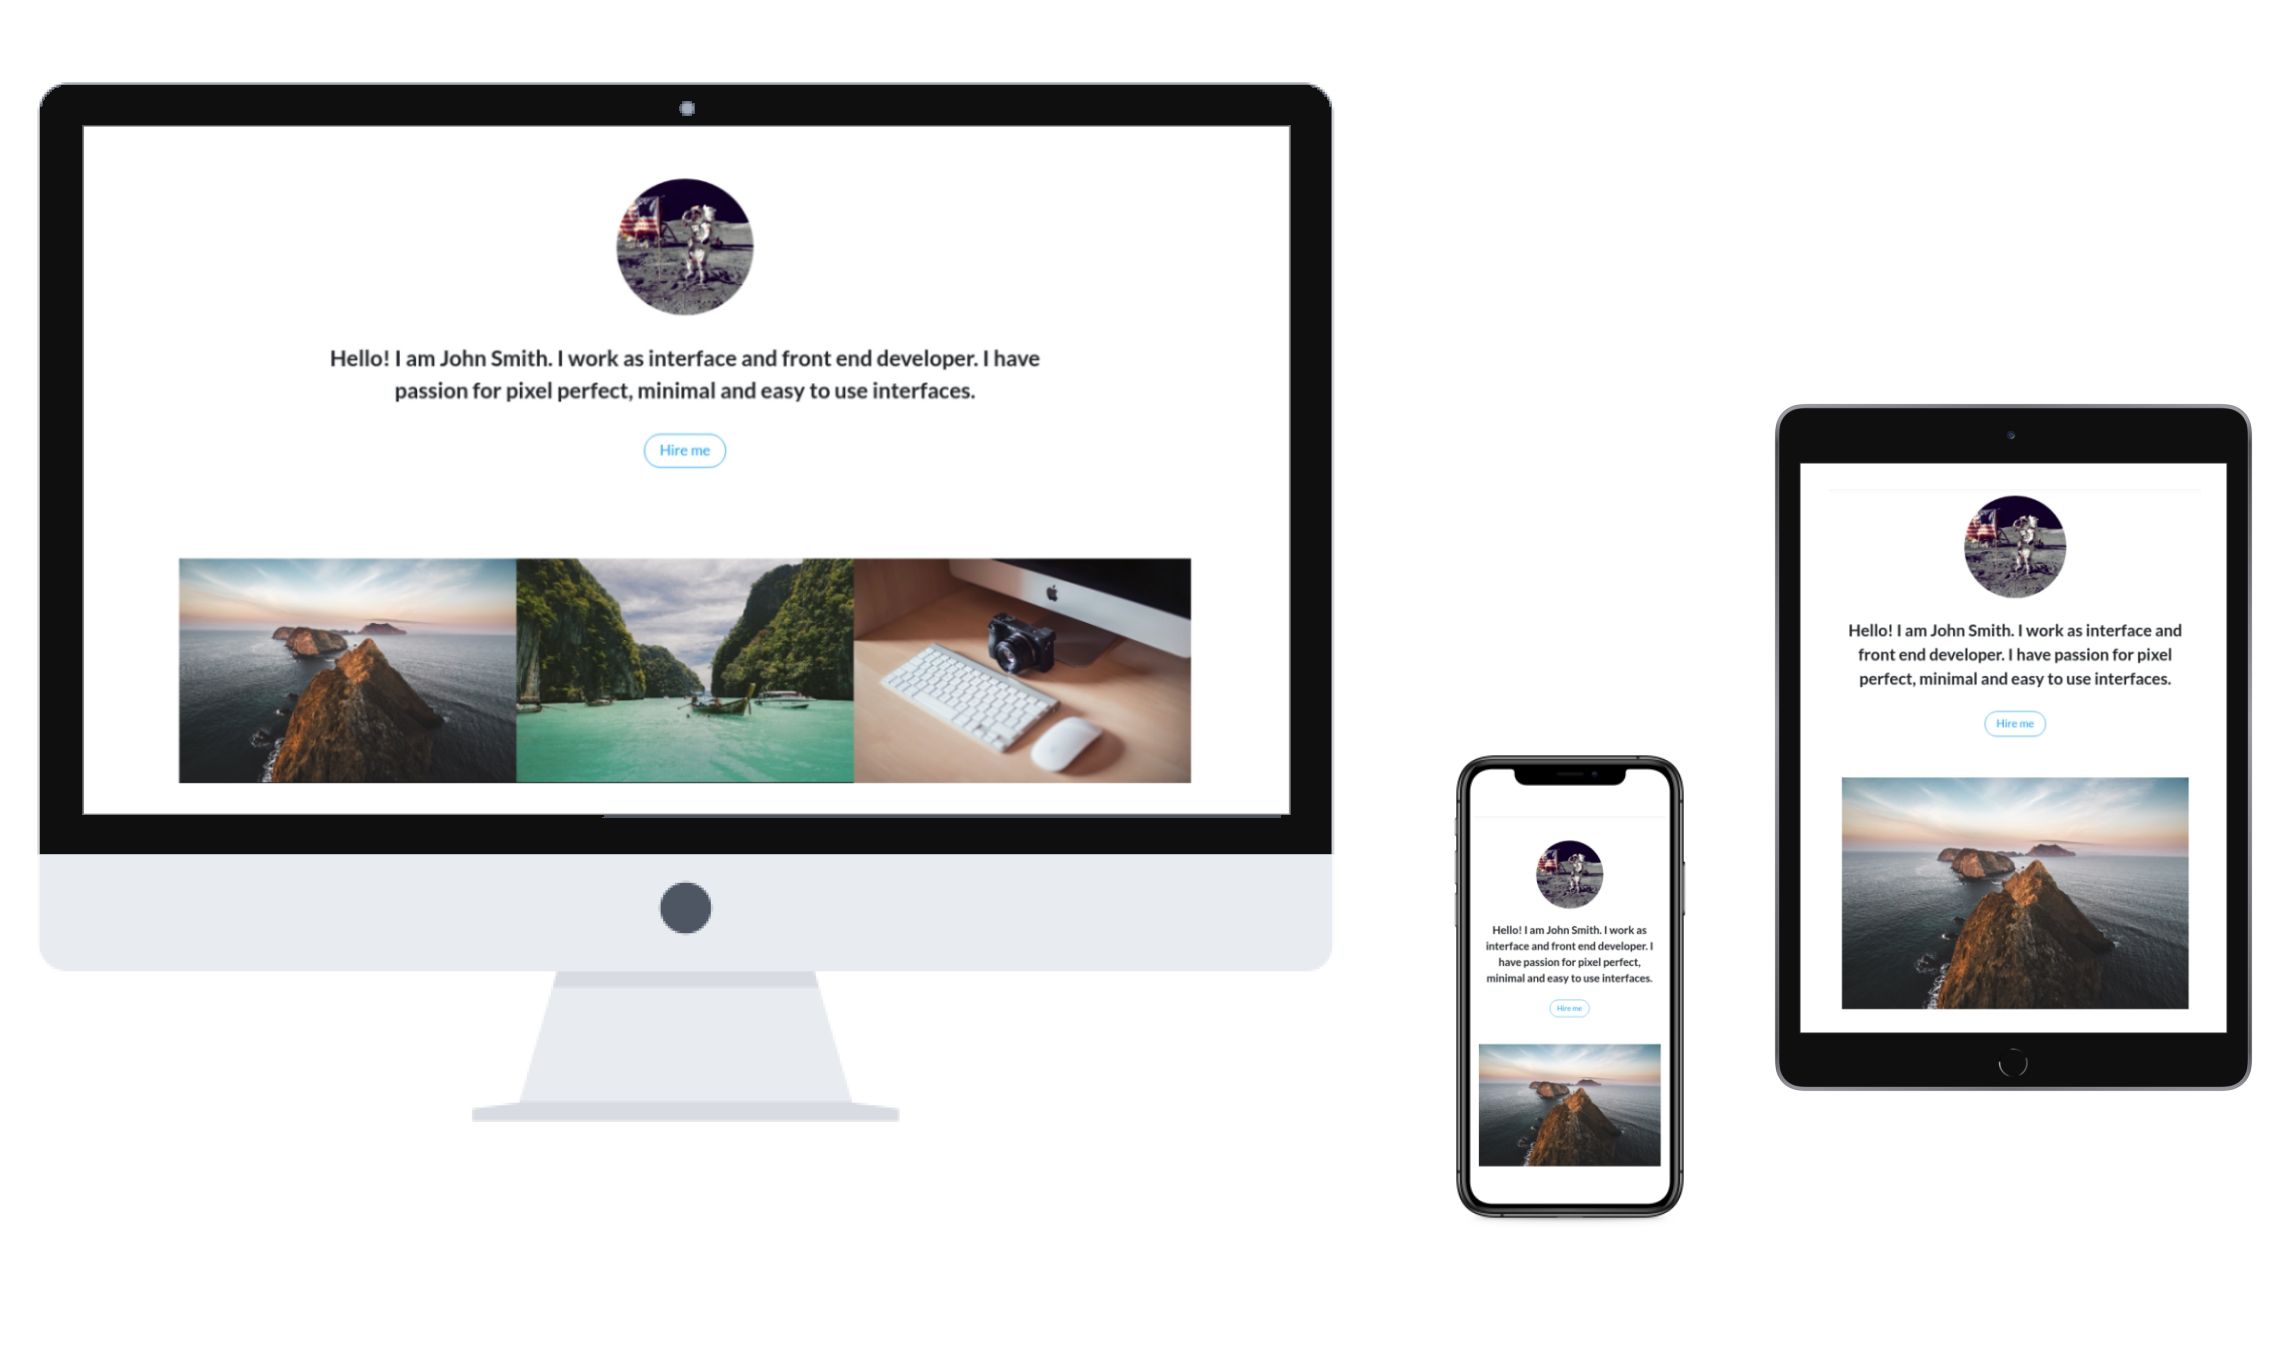 Hello! I am John Smith. I work as interface and front end developer. I have
passion for pixel perfect, minimal and easy to use interfaces.
Hire me
Hello! I am John Smith. I work as
interface and front end developer. I
have passion for pixel perfect,
minimal and easy to use interfaces.
Hire me
Hello! I am John Smith. I work as interface and
front end developer. I have passion for pixel
perfect, minimal and easy to use interfaces.
Hire me